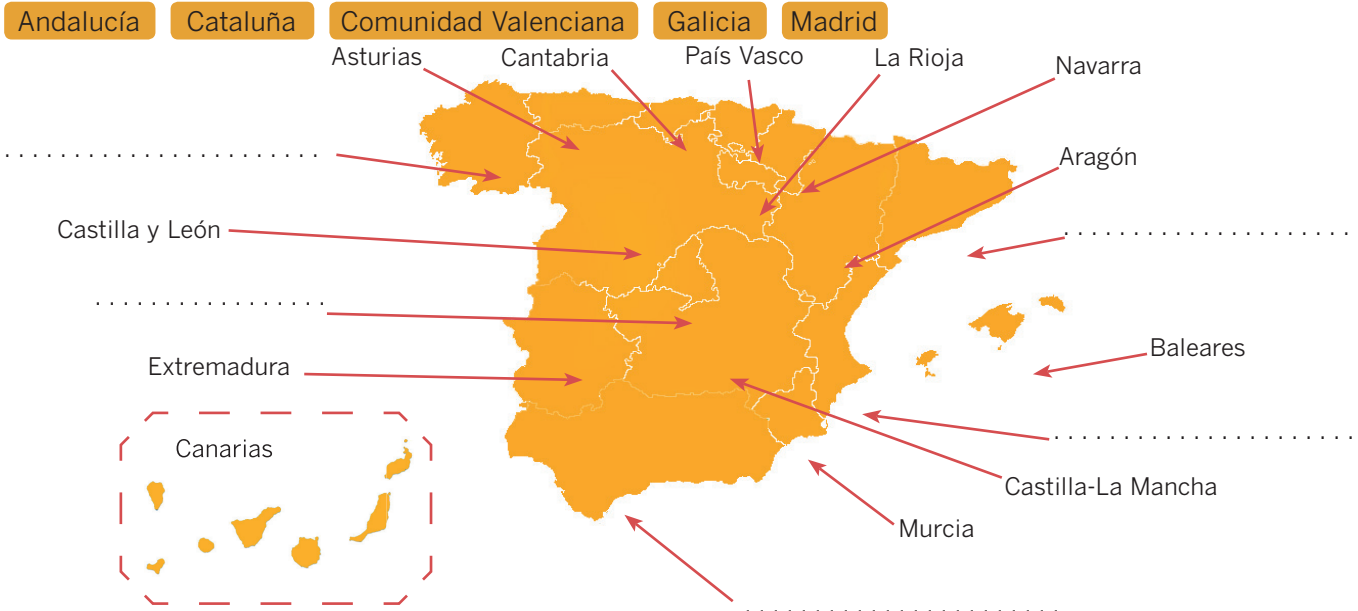 Andalucía Cataluña Comunidad Valenciana Galicia Madrid
Asturias Cantabria País Vasco La Rioja Navarra
Aragón
. . . . . . . . . . . . . . . . . . . . . . .
Castilla y León
. . . . . . . . . . . . . . . . . . . . .
. . . . . . . . . . . . . . . . .
Baleares
Extremadura
. . . . . . . . . . . . . . . . . . . . . .
Canarias
Castilla-La Mancha
Murcia
. . . . . . . . . . . . . . . . . . . . . . .